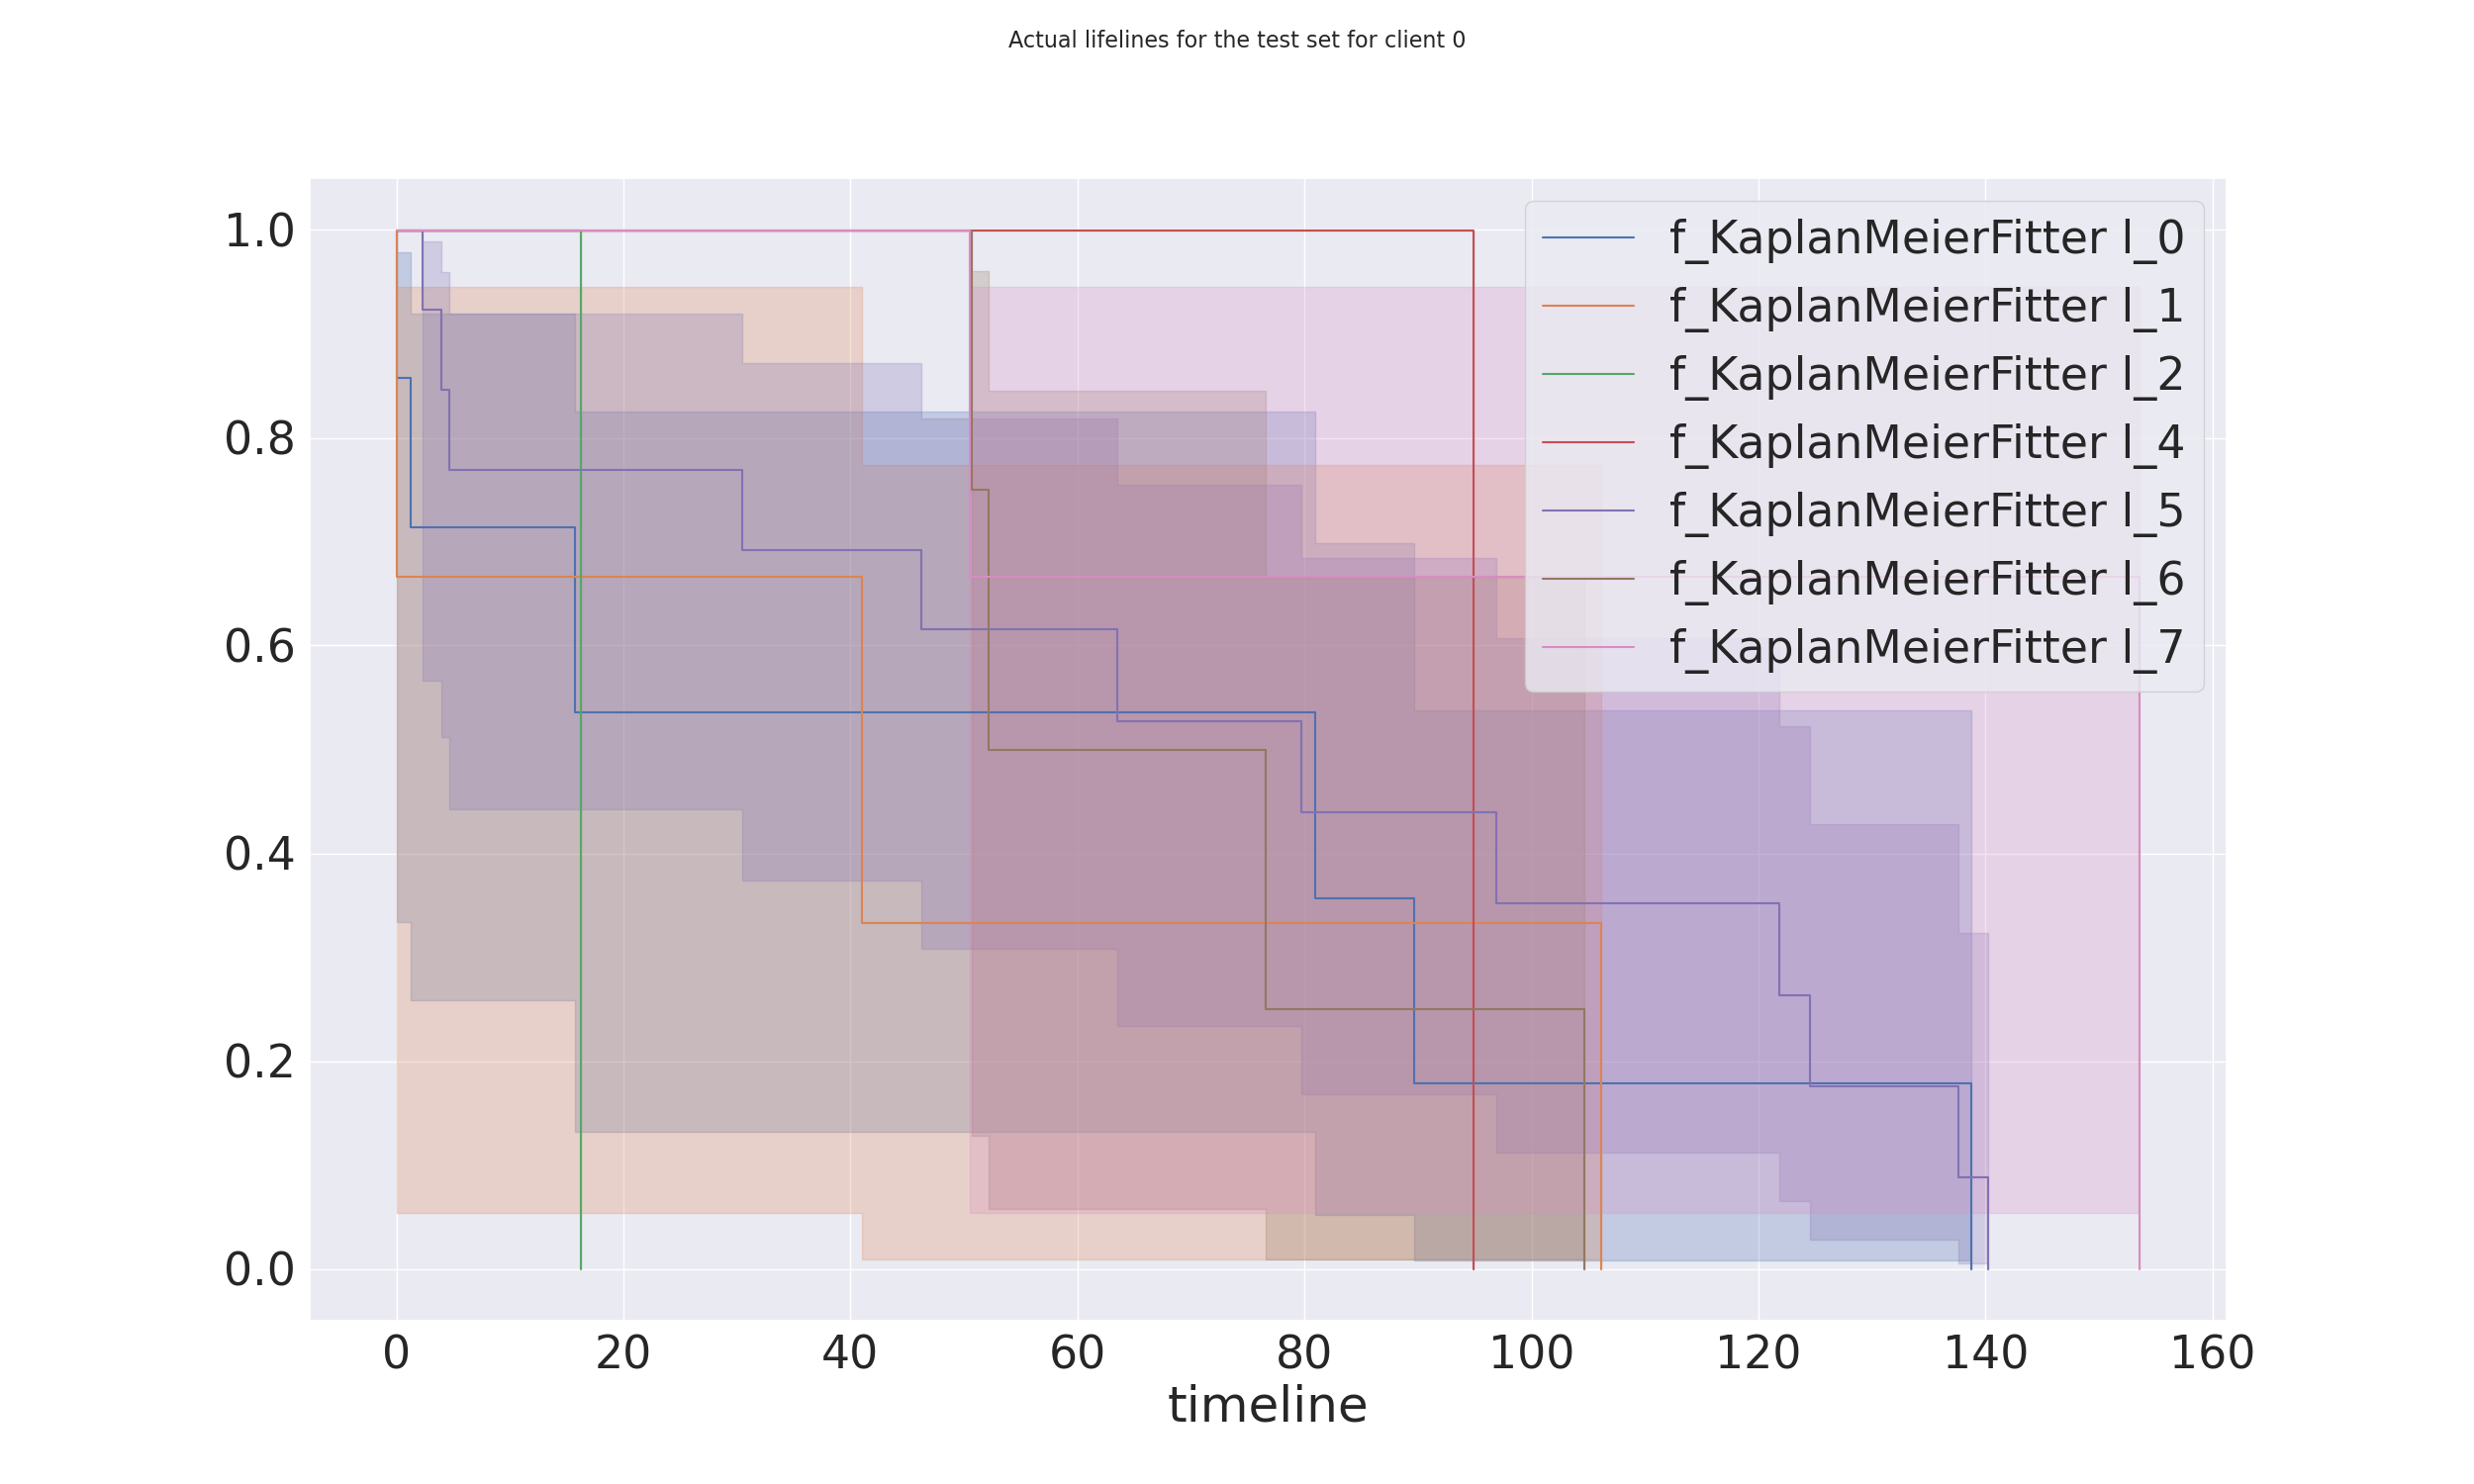 Actual lifelines for the test set for client 0
1.0
0.8
0.6
0.4
0.2
0.0
f_KaplanMeierFitter l_0
f_KaplanMeierFitter l_1
f_KaplanMeierFitter l_2
f_KaplanMeierFitter l_4
f_KaplanMeierFitter l_5
f_KaplanMeierFitter l_6
f_KaplanMeierFitter l_7
0 20 40 60 80 100 120 140 160
timeline